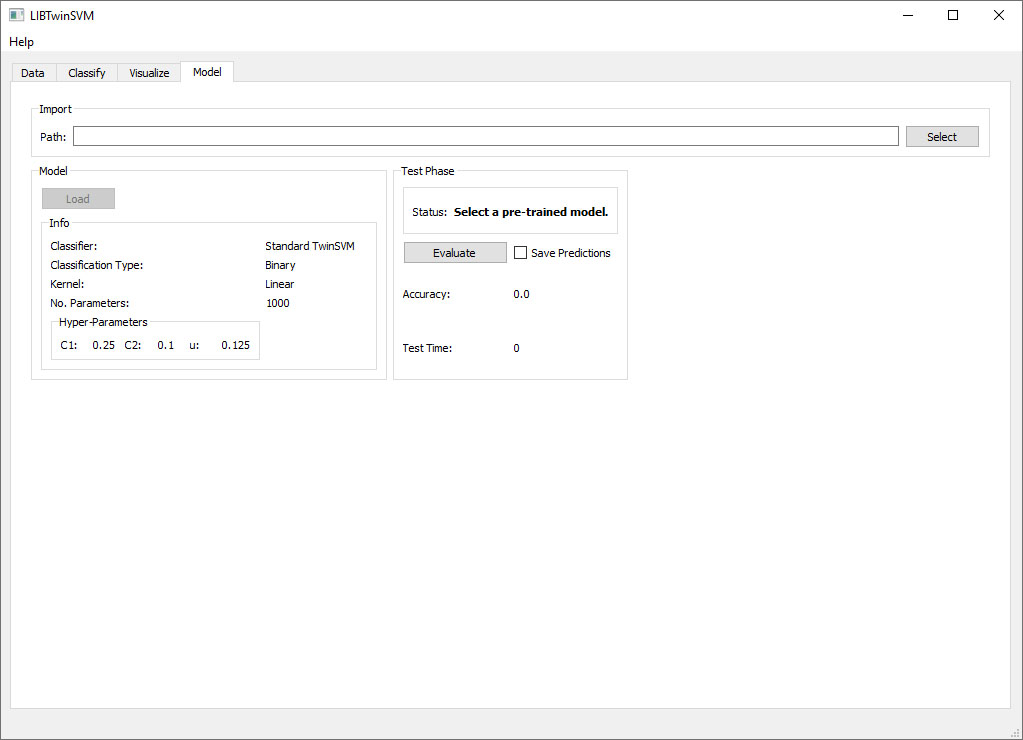 LIBTwinSVM
Help
Data Classify Visualize Model
Import
Path: Select
Model
Load
Info
Classifier: Standard TwinSVM
Classification Type: Binary
Kernel: Linear
No. Parameters: 1000
Hyper-Parameters
C1: 0.25 C2: 0.1 u: 0.125
Test Phase
Status: Select a pre-trained model.
Evaluate Save Predictions
Accuracy: 0.0
Test Time: 0